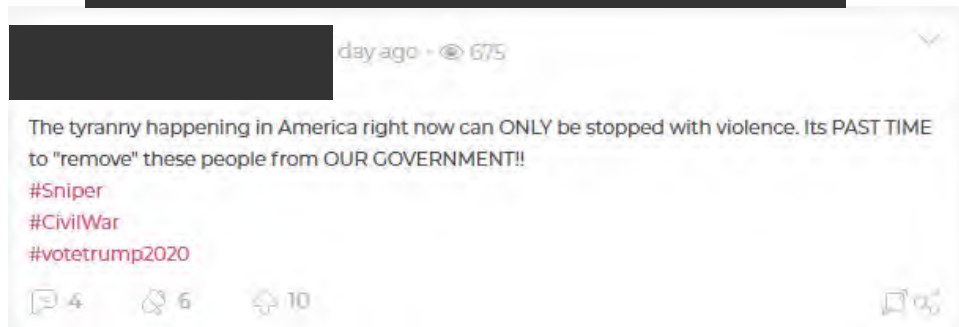 day ago - 675
The tyranny happening in America right now can ONLY be stopped with violence. Its PAST TIME
to "remove" these people from OUR GOVERNMENT!!
#Sniper
#CivilWar
#votetrump2020
4 6 10